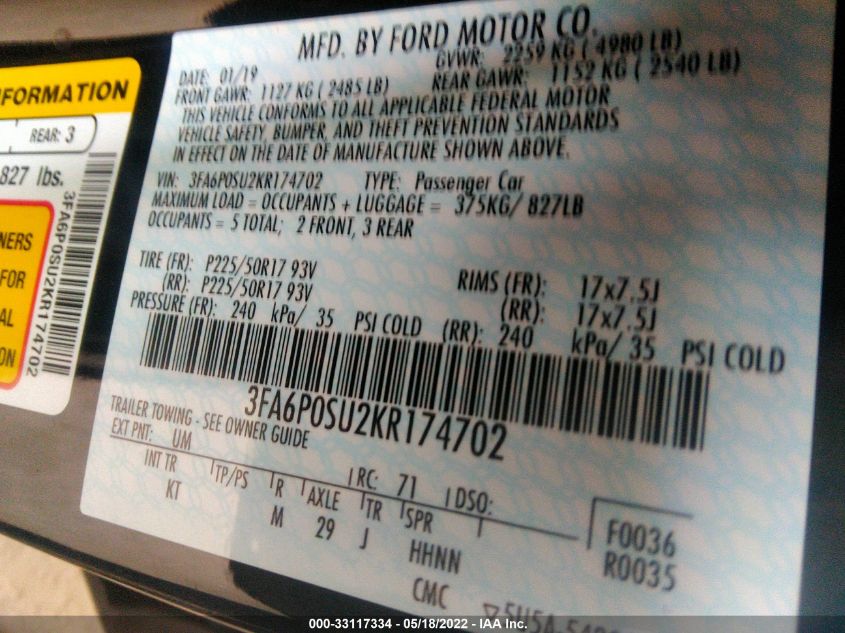 MFD. BY FORD MOTOR CO.
DATE: 01/19
GVWR: 2259 KG ( 4980 LB)
FRONT GAWR: 1127 KG ( 2485 LB)
REAR GAWR: 1152 KG ( 2540 LB)
THIS VEHICLE CONFORMS TO ALL APPLICABLE FEDERAL MOTOR
VEHICLE SAFETY, BUMPER, AND THEFT PREVENTION STANDARDS
IN EFFECT ON THE DATE OF MANUFACTURE SHOWN ABOVE.
VIN: 3FA6P0SU2KR174702 TYPE: Passenger Car
MAXIMUM LOAD = OCCUPANTS + LUGGAGE = 375KG/ 827LB
OCCUPANTS = 5 TOTAL; 2 FRONT, 3 REAR
TIRE (FR): P225/50R17 93V RIMS (FR): 17x7.5J
(RR): P225/50R17 93V (RR): 17x7.5J
PRESSURE (FR): 240 kPa/ 35 PSI COLD (RR): 240 kPa/ 35 PSI COLD
3FA6P0SU2KR174702
TRAILER TOWING - SEE OWNER GUIDE
EXT PNT: UM RC: 71 DSO:
INT TR TP/PS R AXLE TR SPR
KT M 29 J HHNN
CMC
F0036
R0035
NFORMATION
REAR: 3
827 lbs.
3FA6P0SU2KR174702
NERS
FOR
AL
ON
000-33117334 - 05/18/2022 - IAA Inc.